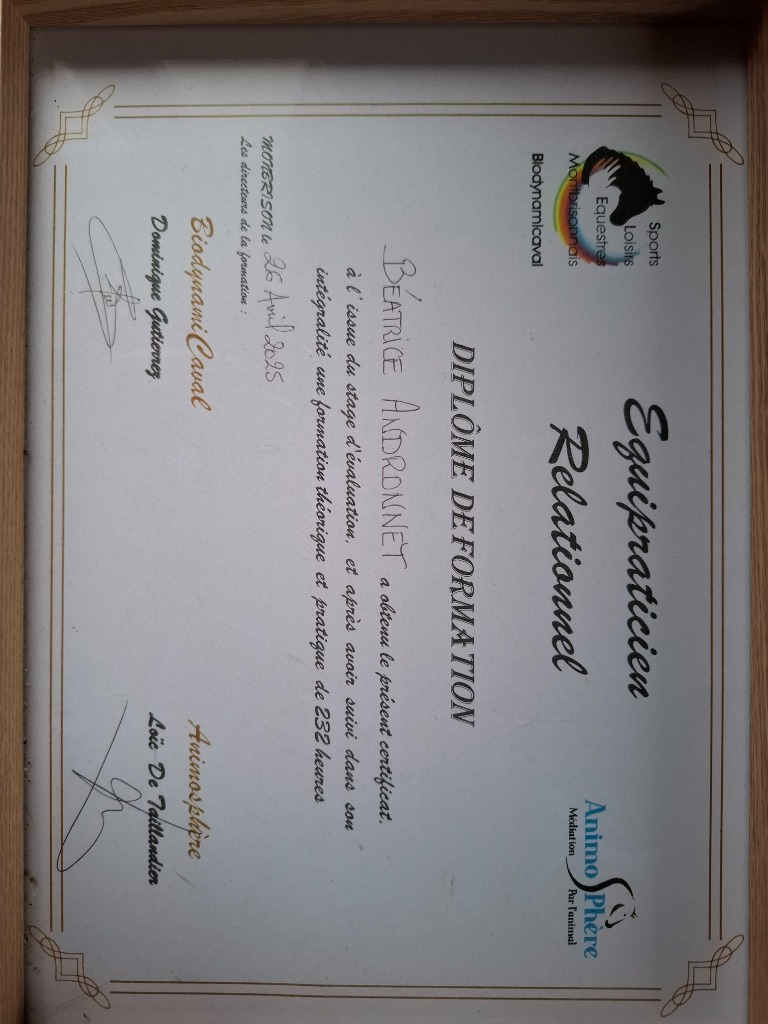 Sports
Loisirs
Equestres
Montbrisonnais
Biodynamicaval
Equipraticien
Relationnel
AnimoSPhère
Médiation Par l'animal
DIPLÔME DE FORMATION
BÉATRICE ANDRONNET a obtenu le présent certificat,
à l'issue du stage d'évaluation, et après avoir suivi dans son
intégralité une formation théorique et pratique de 232 heures
MONTBRISON le 26 Avril 2025
Les directeurs de la formation :
BiodynamiCaval
Dominique Gutierrey
Animosphère
Loïc De Taillandier